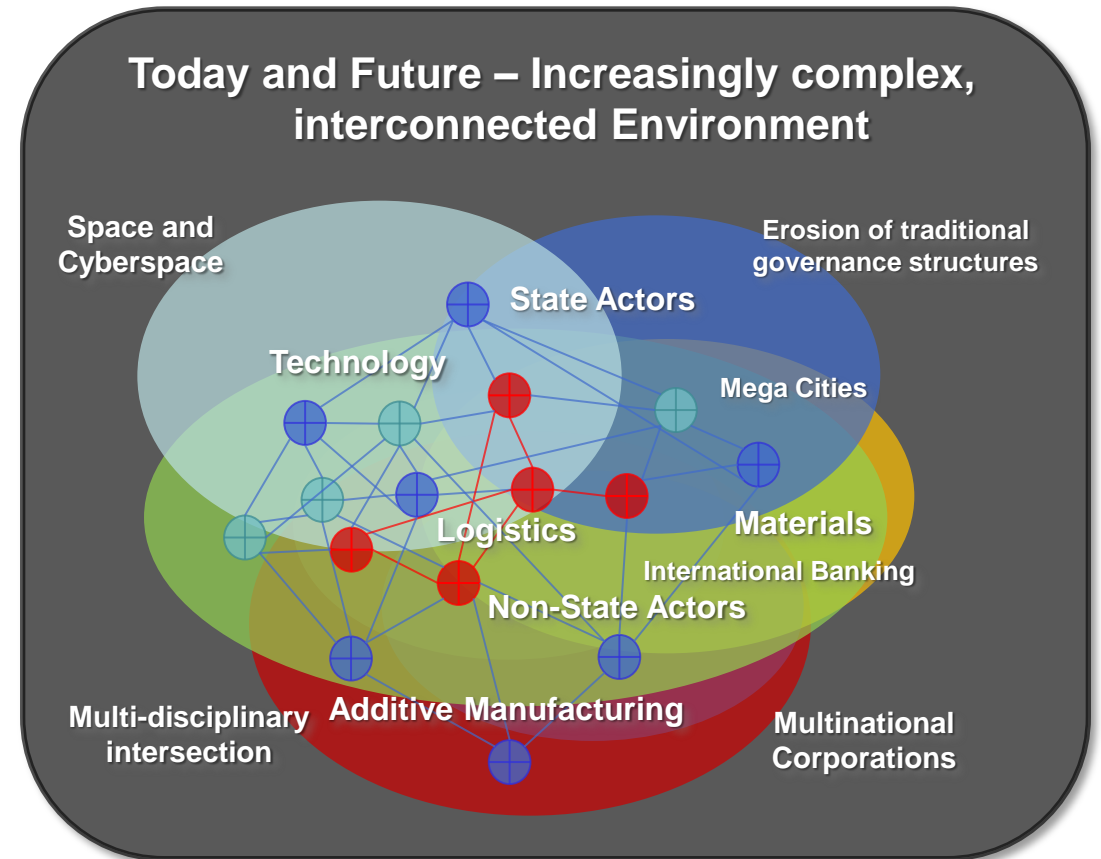 Today and Future – Increasingly complex,
interconnected Environment
Space and
Cyberspace
Erosion of traditional
governance structures
State Actors
Technology
Mega Cities
Logistics
Materials
International Banking
Non-State Actors
Multi-disciplinary
intersection
Additive Manufacturing
Multinational
Corporations